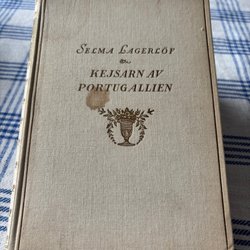 SELMA LAGERLÖF
KEJSARN AV
PORTUGALLIEN